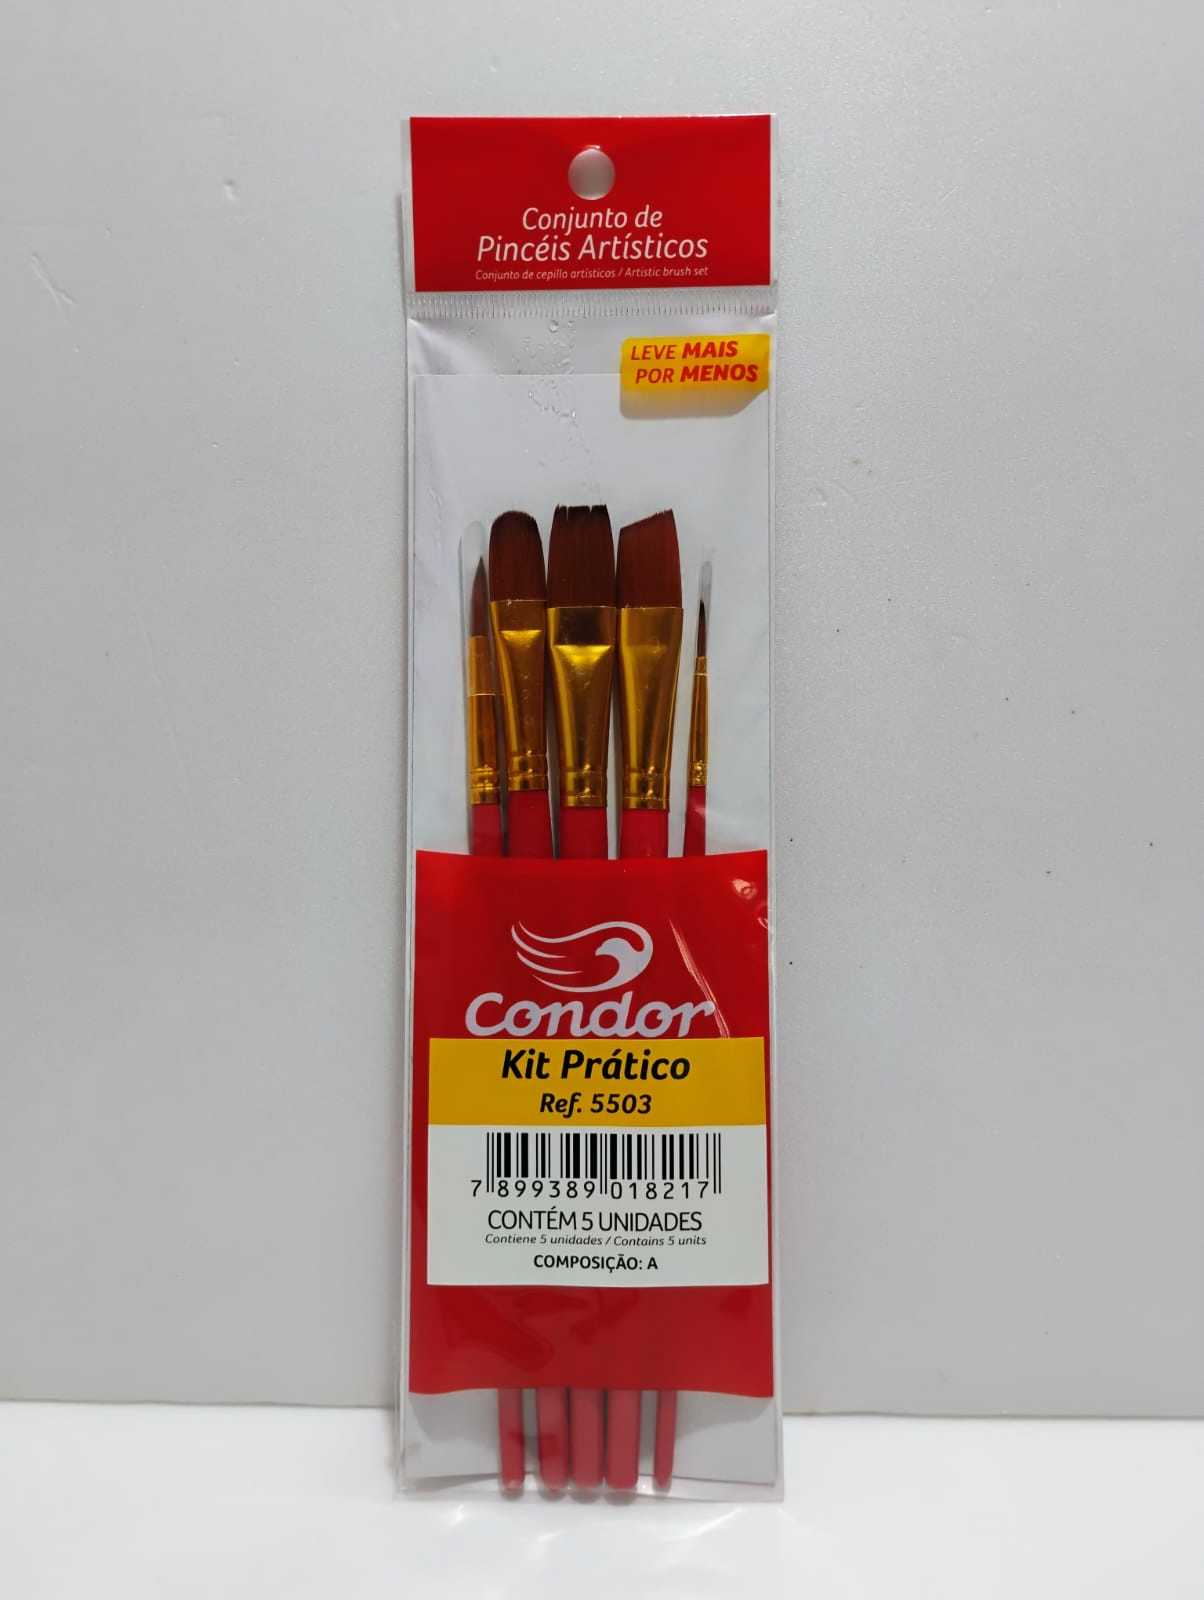 Conjunto de
Pincéis Artísticos
Conjunto de cepillo artísticos / Artistic brush set
LEVE MAIS
POR MENOS
Condor
Kit Prático
Ref. 5503
7 899389 018217
CONTÉM 5 UNIDADES
Contiene 5 unidades / Contains 5 units
COMPOSIÇÃO: A